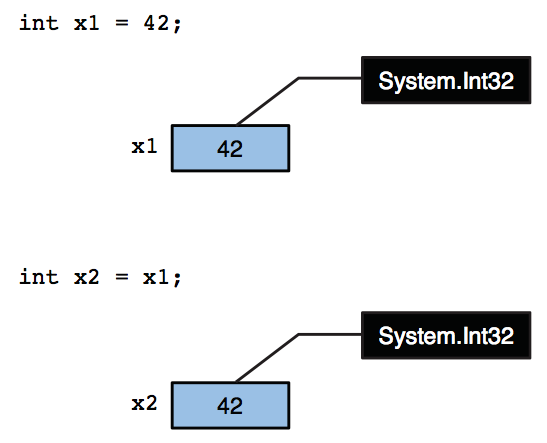 int x1 = 42;
System.Int32
x1 42
int x2 = x1;
System.Int32
x2 42